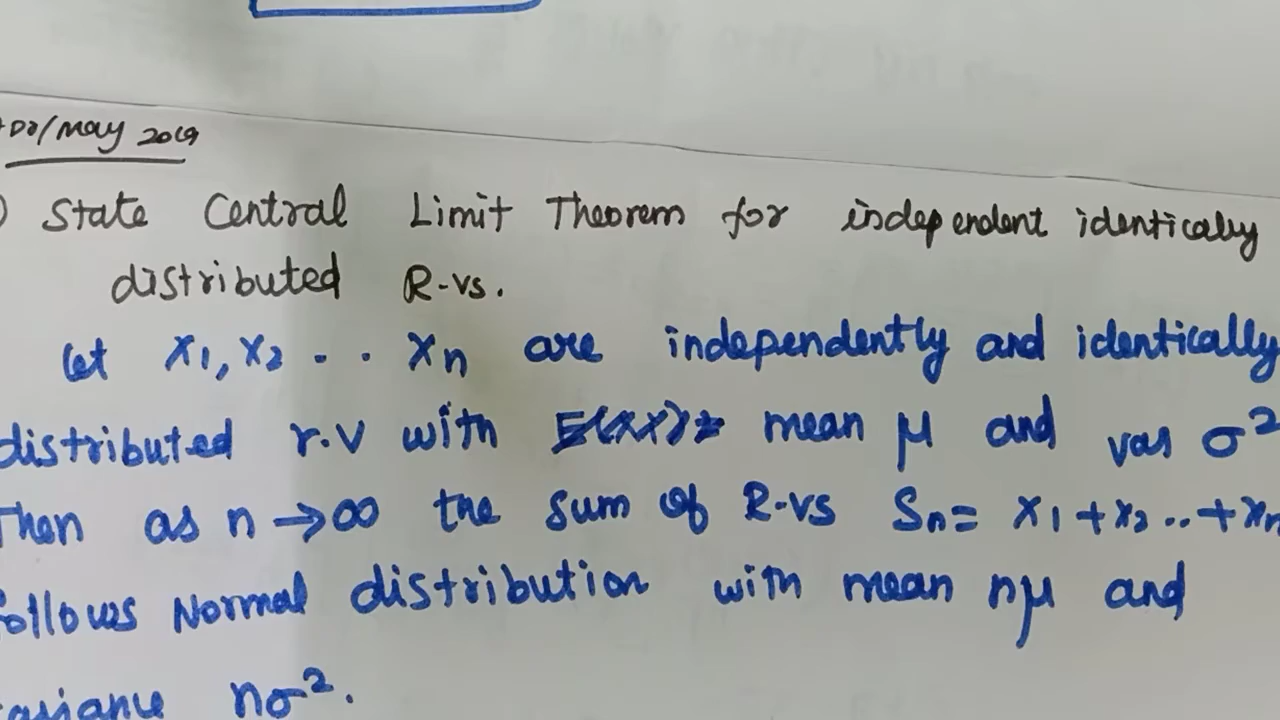 /May 2019
State Central Limit Theorem for independent identically
distributed R-vs.
Let x1, x2 . . xn are independently and identically
distributed r.v with mean μ and var σ²
Then as n → ∞ the sum of R-vs Sn = x1 + x2 .. + xn
follows Normal distribution with mean nμ and
variance nσ².